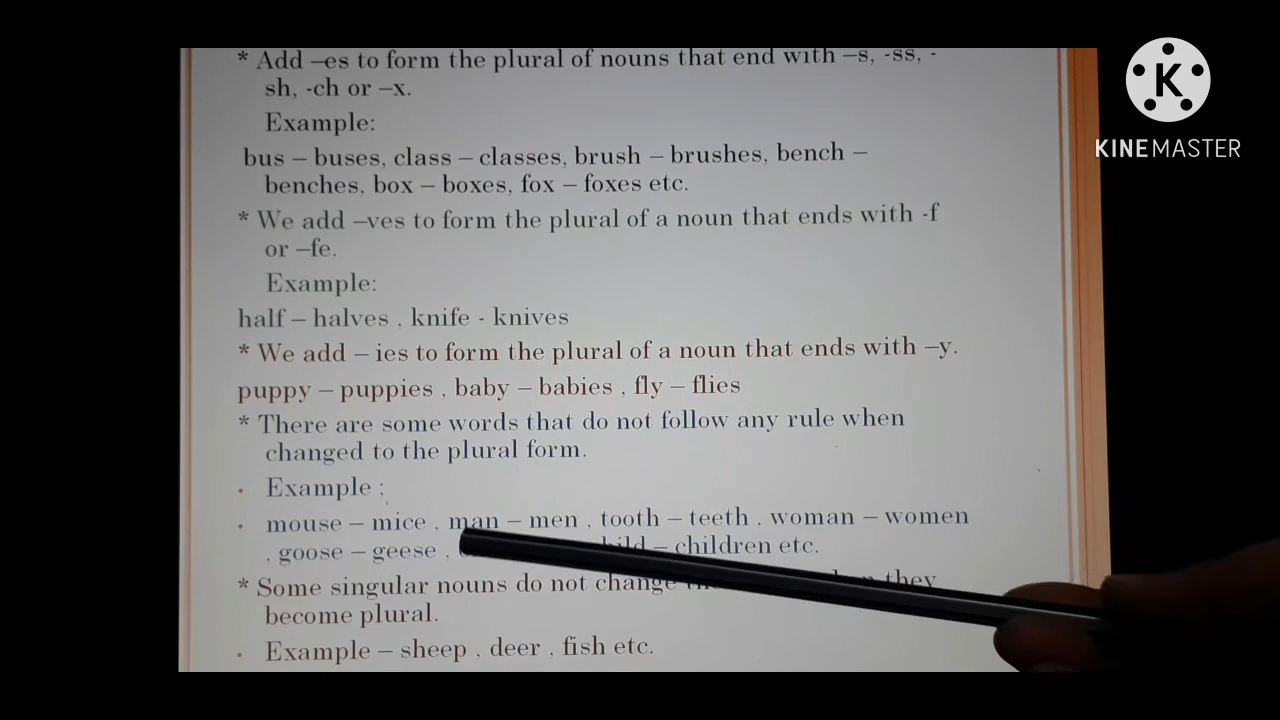 * Add –es to form the plural of nouns that end with –s, -ss, -
sh, -ch or –x.
Example:
bus – buses, class – classes, brush – brushes, bench –
benches, box – boxes, fox – foxes etc.
* We add –ves to form the plural of a noun that ends with -f
or –fe.
Example:
half – halves , knife - knives
* We add – ies to form the plural of a noun that ends with –y.
puppy – puppies , baby – babies , fly – flies
* There are some words that do not follow any rule when
changed to the plural form.
• Example ;
• mouse – mice , man – men , tooth – teeth , woman – women
, goose – geese , – children etc.
* Some singular nouns do not change they
become plural.
• Example – sheep , deer , fish etc.
K
KINEMASTER